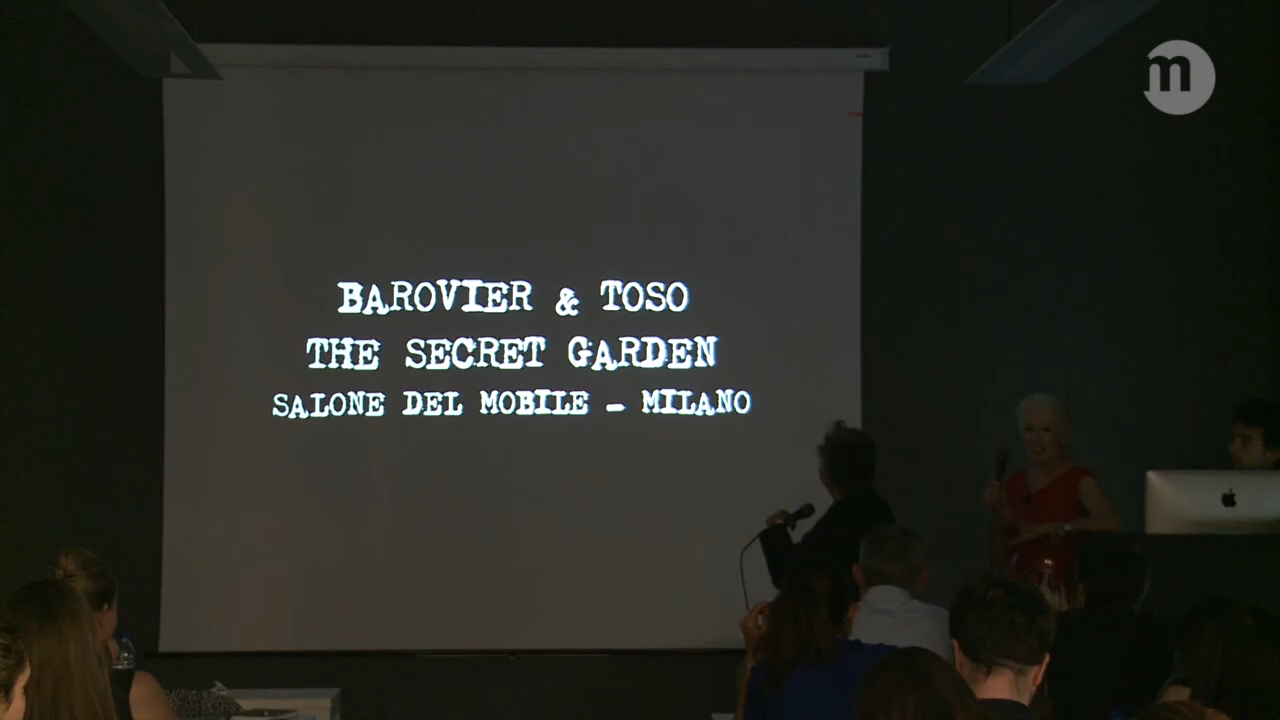 m
BAROVIER & TOSO
THE SECRET GARDEN
SALONE DEL MOBILE - MILANO